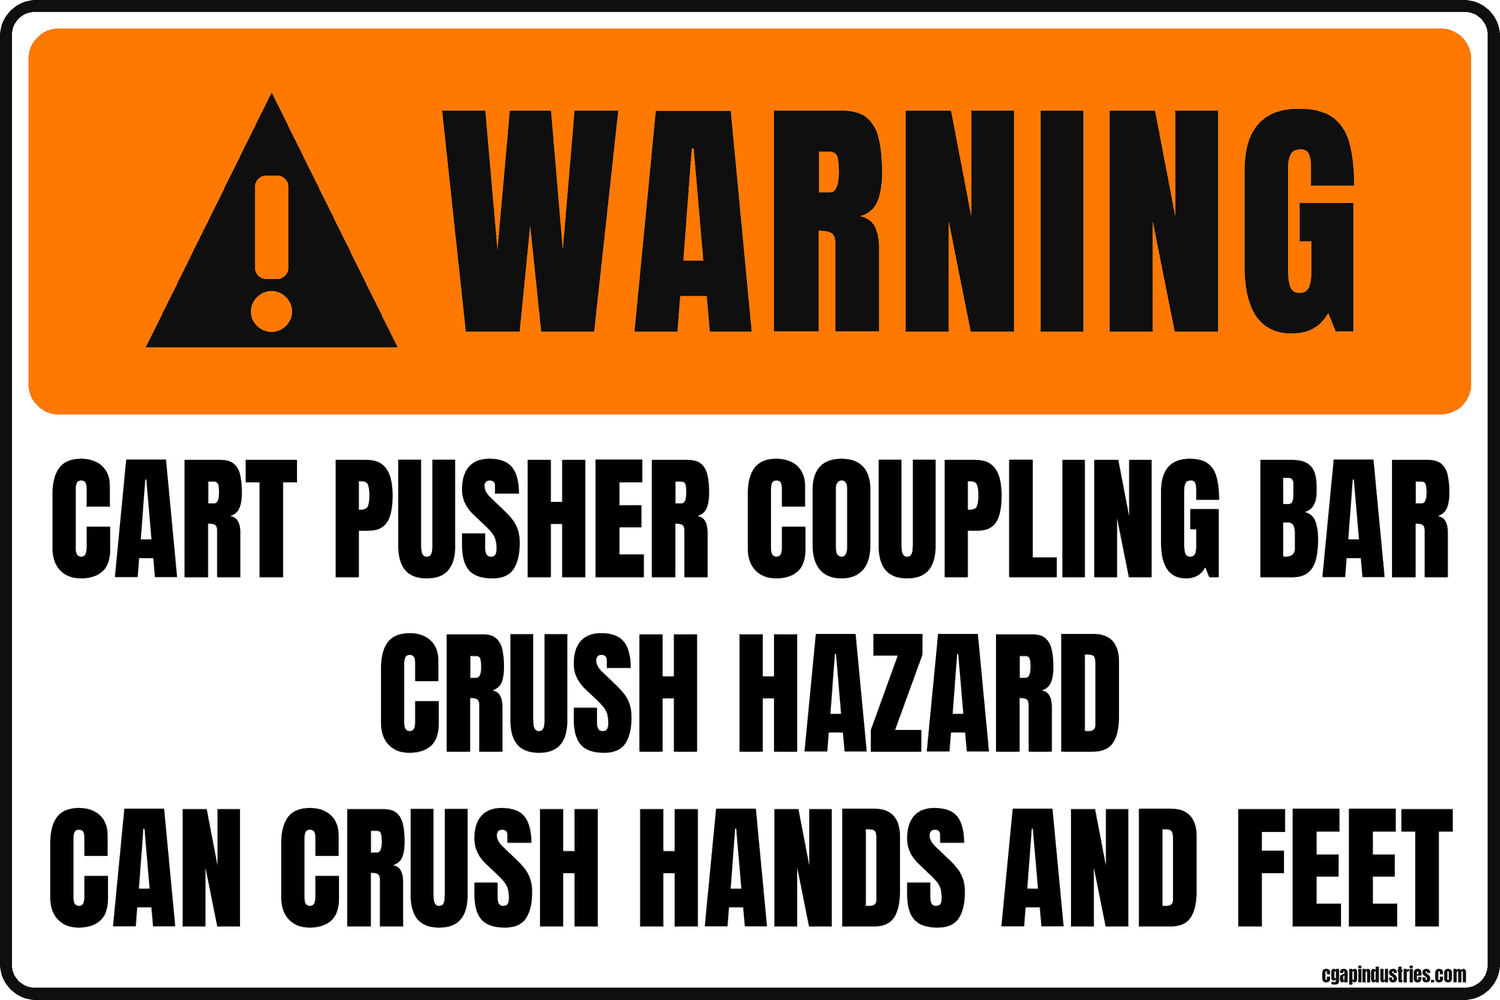 WARNING
CART PUSHER COUPLING BAR
CRUSH HAZARD
CAN CRUSH HANDS AND FEET
cgapindustries.com